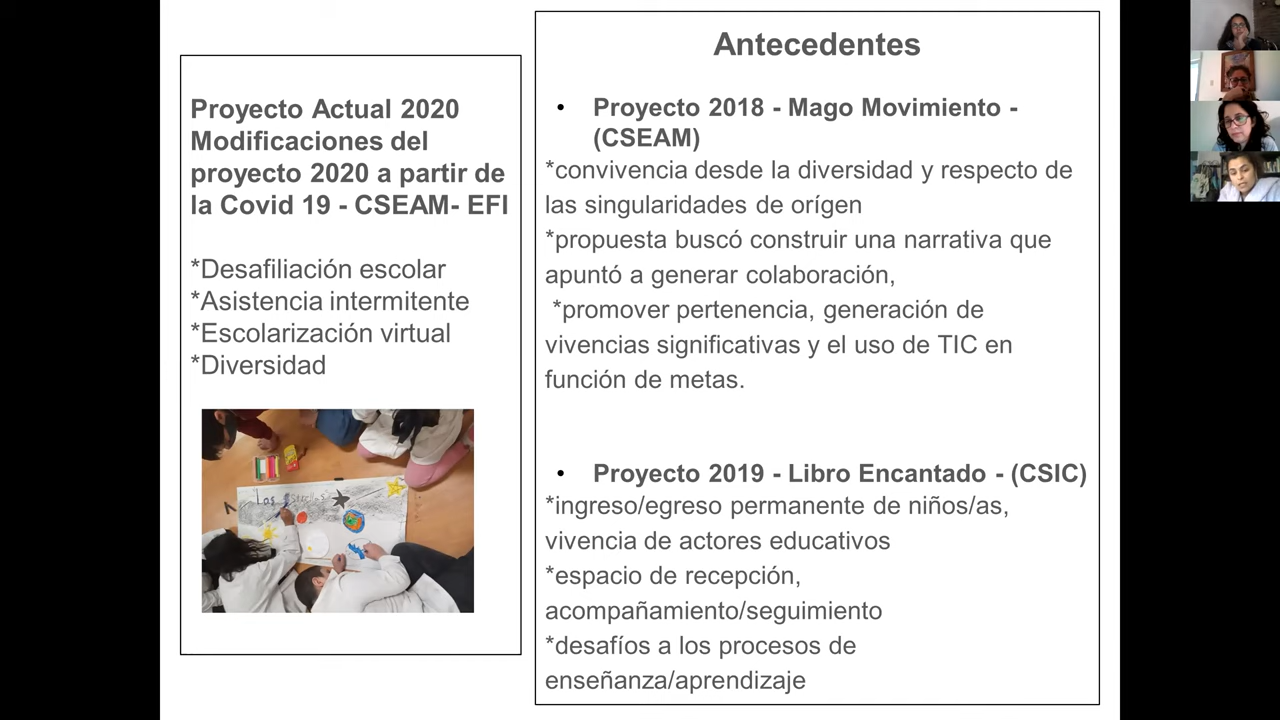 Proyecto Actual 2020
Modificaciones del
proyecto 2020 a partir de
la Covid 19 - CSEAM- EFI
*Desafiliación escolar
*Asistencia intermitente
*Escolarización virtual
*Diversidad
Antecedentes
• Proyecto 2018 - Mago Movimiento -
(CSEAM)
*convivencia desde la diversidad y respecto de
las singularidades de orígen
*propuesta buscó construir una narrativa que
apuntó a generar colaboración,
*promover pertenencia, generación de
vivencias significativas y el uso de TIC en
función de metas.
• Proyecto 2019 - Libro Encantado - (CSIC)
*ingreso/egreso permanente de niños/as,
vivencia de actores educativos
*espacio de recepción,
acompañamiento/seguimiento
*desafíos a los procesos de
enseñanza/aprendizaje